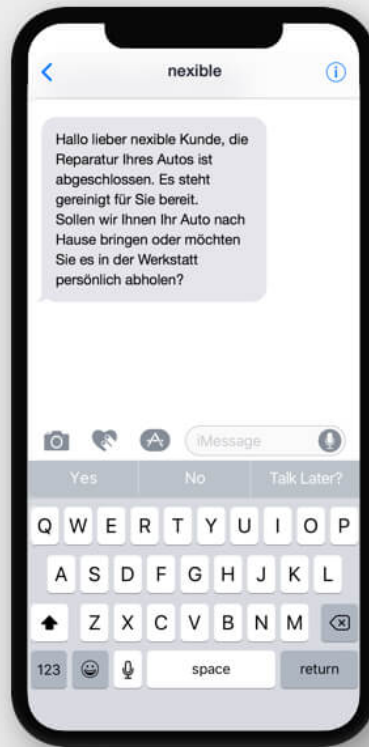 nexible
Hallo lieber nexible Kunde, die
Reparatur Ihres Autos ist
abgeschlossen. Es steht
gereinigt für Sie bereit.
Sollen wir Ihnen Ihr Auto nach
Hause bringen oder möchten
Sie es in der Werkstatt
persönlich abholen?
iMessage
Yes No Talk Later?
Q W E R T Y U I O P
A S D F G H J K L
Z X C V B N M
123 space return